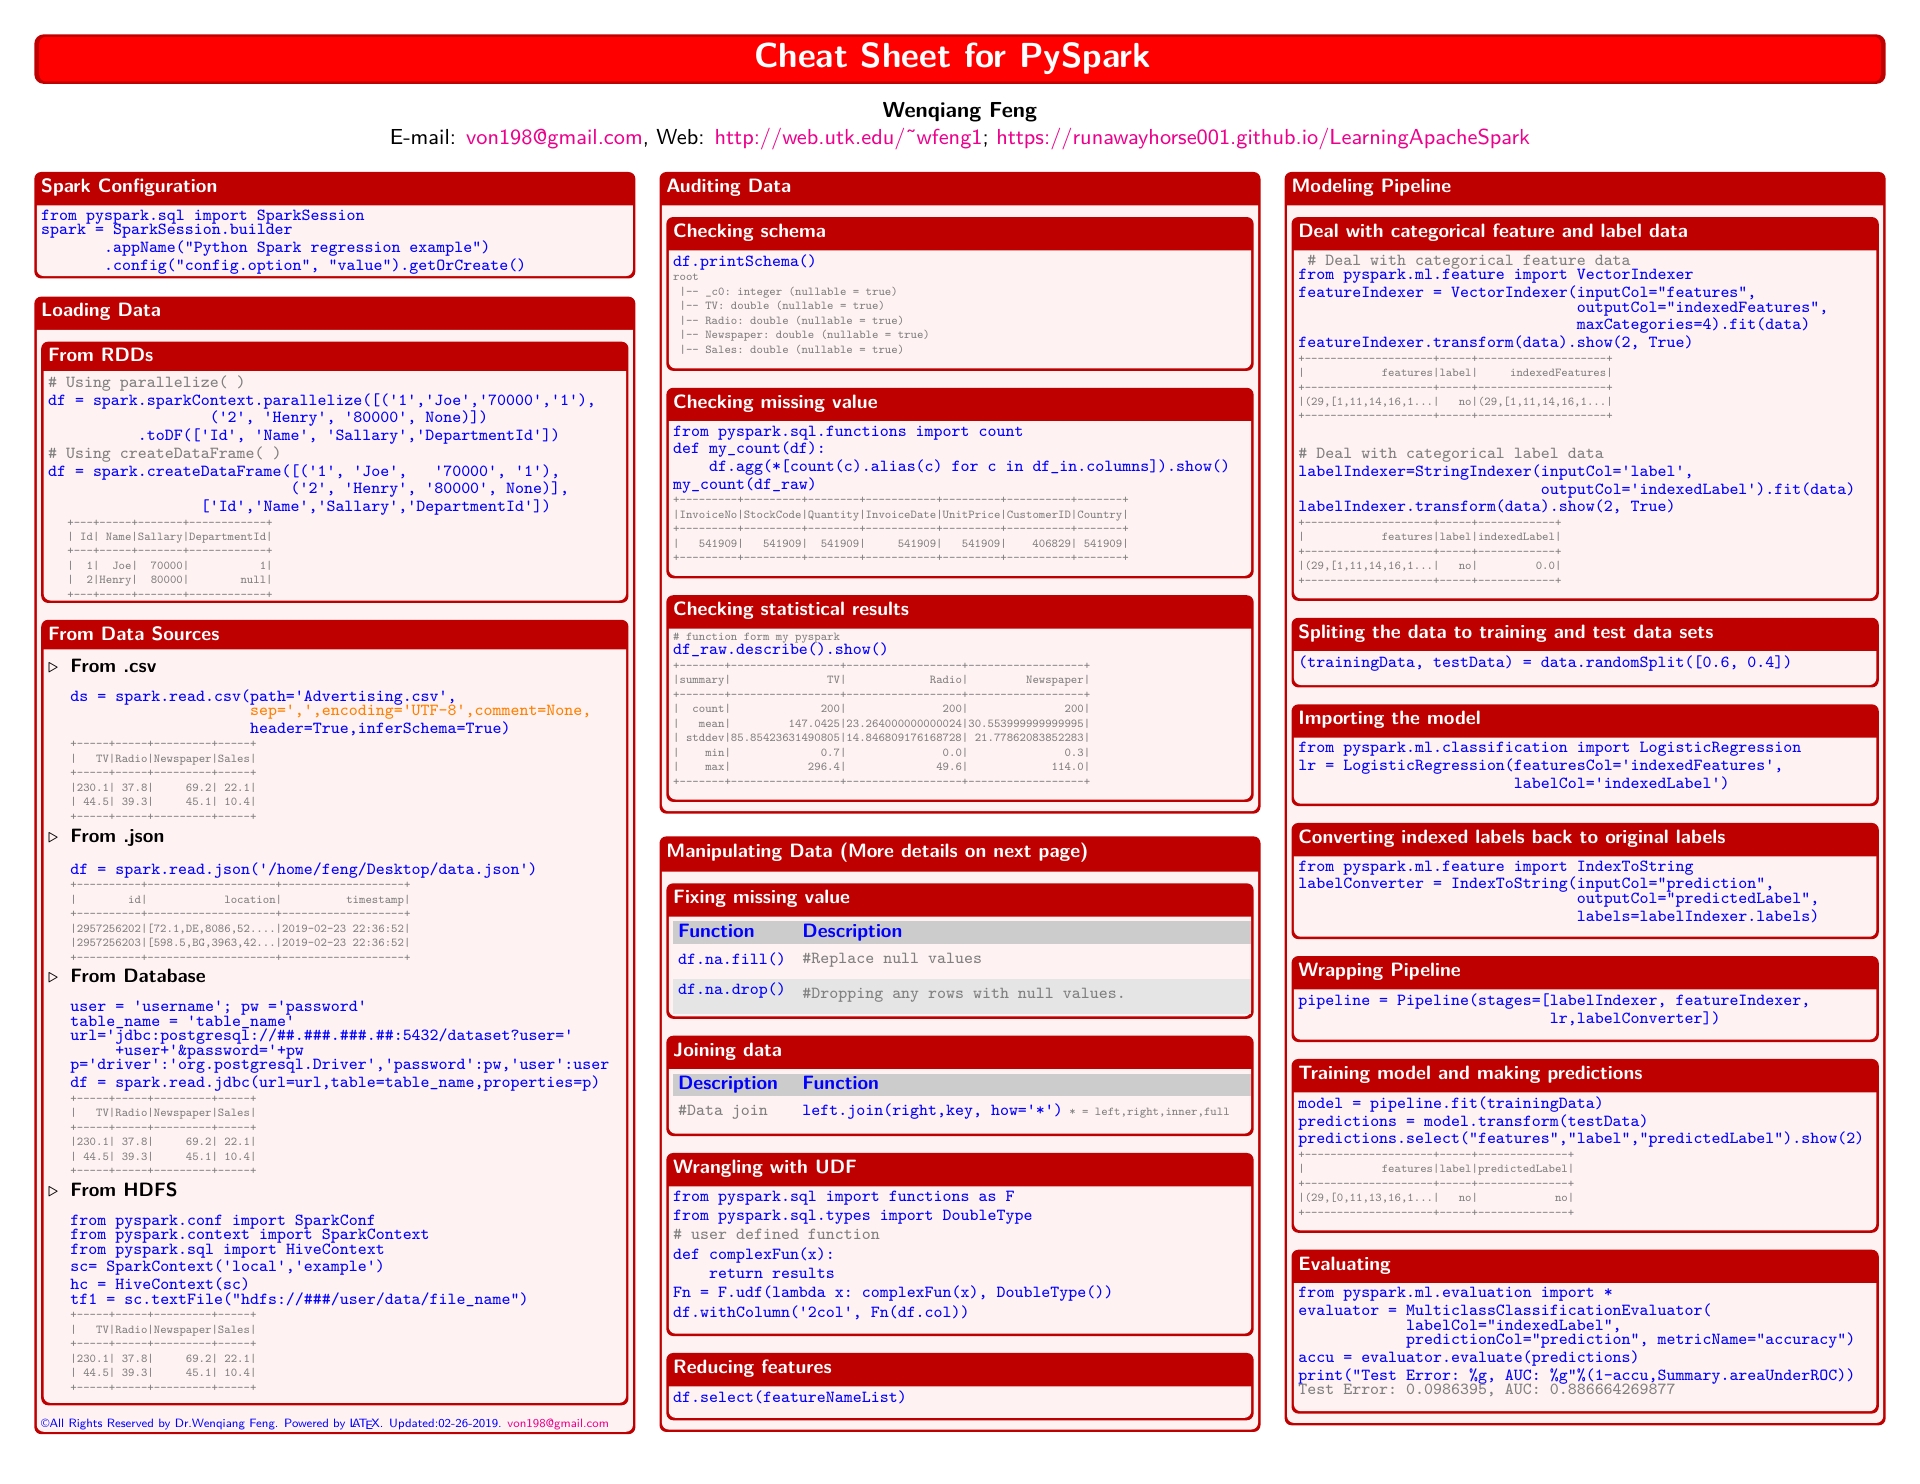 Cheat Sheet for PySpark
Wenqiang Feng
E-mail: von198@gmail.com, Web: http://web.utk.edu/~wfeng1; https://runawayhorse001.github.io/LearningApacheSpark
Spark Configuration
from pyspark.sql import SparkSession
spark = SparkSession.builder
       .appName("Python Spark regression example")
       .config("config.option", "value").getOrCreate()
Loading Data
From RDDs
# Using parallelize( )
df = spark.sparkContext.parallelize([('1','Joe','70000','1'),
                  ('2', 'Henry', '80000', None)])
          .toDF(['Id', 'Name', 'Sallary','DepartmentId'])
# Using createDataFrame( )
df = spark.createDataFrame([('1', 'Joe',   '70000', '1'),
                           ('2', 'Henry', '80000', None)],
                 ['Id','Name','Sallary','DepartmentId'])
+---+-----+-------+------------+
| Id| Name|Sallary|DepartmentId|
+---+-----+-------+------------+
|  1|  Joe|  70000|           1|
|  2|Henry|  80000|        null|
+---+-----+-------+------------+
From Data Sources
▷ From .csv
ds = spark.read.csv(path='Advertising.csv',
                    sep=',',encoding='UTF-8',comment=None,
                    header=True,inferSchema=True)
+-----+-----+---------+-----+
|   TV|Radio|Newspaper|Sales|
+-----+-----+---------+-----+
|230.1| 37.8|     69.2| 22.1|
| 44.5| 39.3|     45.1| 10.4|
+-----+-----+---------+-----+
▷ From .json
df = spark.read.json('/home/feng/Desktop/data.json')
+----------+--------------------+-------------------+
|        id|            location|          timestamp|
+----------+--------------------+-------------------+
|2957256202|[72.1,DE,8086,52....|2019-02-23 22:36:52|
|2957256203|[598.5,BG,3963,42...|2019-02-23 22:36:52|
+----------+--------------------+-------------------+
▷ From Database
user = 'username'; pw ='password'
table_name = 'table_name'
url='jdbc:postgresql://##.###.###.##:5432/dataset?user='
     +user+'&password='+pw
p='driver':'org.postgresql.Driver','password':pw,'user':user
df = spark.read.jdbc(url=url,table=table_name,properties=p)
+-----+-----+---------+-----+
|   TV|Radio|Newspaper|Sales|
+-----+-----+---------+-----+
|230.1| 37.8|     69.2| 22.1|
| 44.5| 39.3|     45.1| 10.4|
+-----+-----+---------+-----+
▷ From HDFS
from pyspark.conf import SparkConf
from pyspark.context import SparkContext
from pyspark.sql import HiveContext
sc= SparkContext('local','example')
hc = HiveContext(sc)
tf1 = sc.textFile("hdfs://###/user/data/file_name")
+-----+-----+---------+-----+
|   TV|Radio|Newspaper|Sales|
+-----+-----+---------+-----+
|230.1| 37.8|     69.2| 22.1|
| 44.5| 39.3|     45.1| 10.4|
+-----+-----+---------+-----+
©All Rights Reserved by Dr.Wenqiang Feng. Powered by LATEX. Updated:02-26-2019. von198@gmail.com
Auditing Data
Checking schema
df.printSchema()
root
 |-- _c0: integer (nullable = true)
 |-- TV: double (nullable = true)
 |-- Radio: double (nullable = true)
 |-- Newspaper: double (nullable = true)
 |-- Sales: double (nullable = true)
Checking missing value
from pyspark.sql.functions import count
def my_count(df):
    df.agg(*[count(c).alias(c) for c in df_in.columns]).show()
my_count(df_raw)
+---------+---------+--------+-----------+---------+----------+-------+
|InvoiceNo|StockCode|Quantity|InvoiceDate|UnitPrice|CustomerID|Country|
+---------+---------+--------+-----------+---------+----------+-------+
|   541909|   541909|  541909|     541909|   541909|    406829| 541909|
+---------+---------+--------+-----------+---------+----------+-------+
Checking statistical results
# function form my pyspark
df_raw.describe().show()
+-------+-----------------+------------------+------------------+
|summary|               TV|             Radio|         Newspaper|
+-------+-----------------+------------------+------------------+
|  count|              200|               200|               200|
|   mean|         147.0425|23.264000000000024|30.553999999999995|
| stddev|85.85423631490805|14.846809176168728| 21.77862083852283|
|    min|              0.7|               0.0|               0.3|
|    max|            296.4|              49.6|             114.0|
+-------+-----------------+------------------+------------------+
Manipulating Data (More details on next page)
Fixing missing value
Function Description
df.na.fill() #Replace null values
df.na.drop() #Dropping any rows with null values.
Joining data
Description Function
#Data join left.join(right,key, how='*') * = left,right,inner,full
Wrangling with UDF
from pyspark.sql import functions as F
from pyspark.sql.types import DoubleType
# user defined function
def complexFun(x):
    return results
Fn = F.udf(lambda x: complexFun(x), DoubleType())
df.withColumn('2col', Fn(df.col))
Reducing features
df.select(featureNameList)
Modeling Pipeline
Deal with categorical feature and label data
 # Deal with categorical feature data
from pyspark.ml.feature import VectorIndexer
featureIndexer = VectorIndexer(inputCol="features",
                               outputCol="indexedFeatures",
                               maxCategories=4).fit(data)
featureIndexer.transform(data).show(2, True)
+--------------------+-----+--------------------+
|            features|label|     indexedFeatures|
+--------------------+-----+--------------------+
|(29,[1,11,14,16,1...|   no|(29,[1,11,14,16,1...|
+--------------------+-----+--------------------+
# Deal with categorical label data
labelIndexer=StringIndexer(inputCol='label',
                           outputCol='indexedLabel').fit(data)
labelIndexer.transform(data).show(2, True)
+--------------------+-----+------------+
|            features|label|indexedLabel|
+--------------------+-----+------------+
|(29,[1,11,14,16,1...|   no|         0.0|
+--------------------+-----+------------+
Spliting the data to training and test data sets
(trainingData, testData) = data.randomSplit([0.6, 0.4])
Importing the model
from pyspark.ml.classification import LogisticRegression
lr = LogisticRegression(featuresCol='indexedFeatures',
                        labelCol='indexedLabel')
Converting indexed labels back to original labels
from pyspark.ml.feature import IndexToString
labelConverter = IndexToString(inputCol="prediction",
                               outputCol="predictedLabel",
                               labels=labelIndexer.labels)
Wrapping Pipeline
pipeline = Pipeline(stages=[labelIndexer, featureIndexer,
                            lr,labelConverter])
Training model and making predictions
model = pipeline.fit(trainingData)
predictions = model.transform(testData)
predictions.select("features","label","predictedLabel").show(2)
+--------------------+-----+--------------+
|            features|label|predictedLabel|
+--------------------+-----+--------------+
|(29,[0,11,13,16,1...|   no|            no|
+--------------------+-----+--------------+
Evaluating
from pyspark.ml.evaluation import *
evaluator = MulticlassClassificationEvaluator(
            labelCol="indexedLabel",
            predictionCol="prediction", metricName="accuracy")
accu = evaluator.evaluate(predictions)
print("Test Error: %g, AUC: %g"%(1-accu,Summary.areaUnderROC))
Test Error: 0.0986395, AUC: 0.886664269877